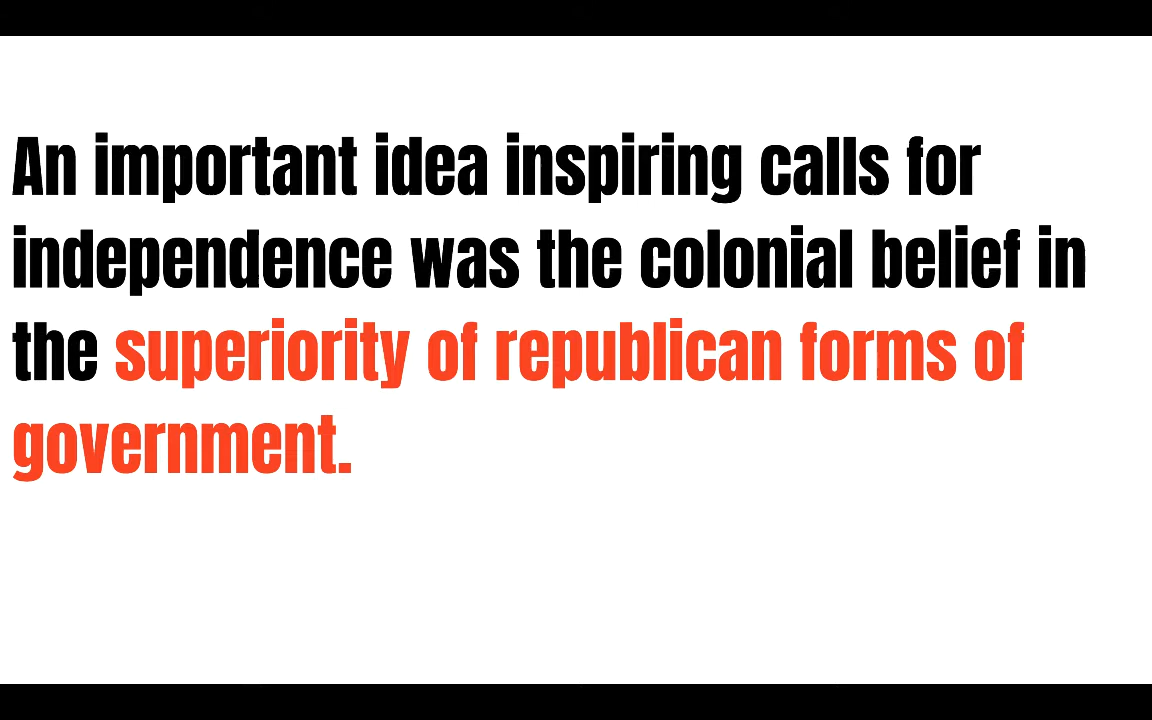 An important idea inspiring calls for
independence was the colonial belief in
the superiority of republican forms of
government.